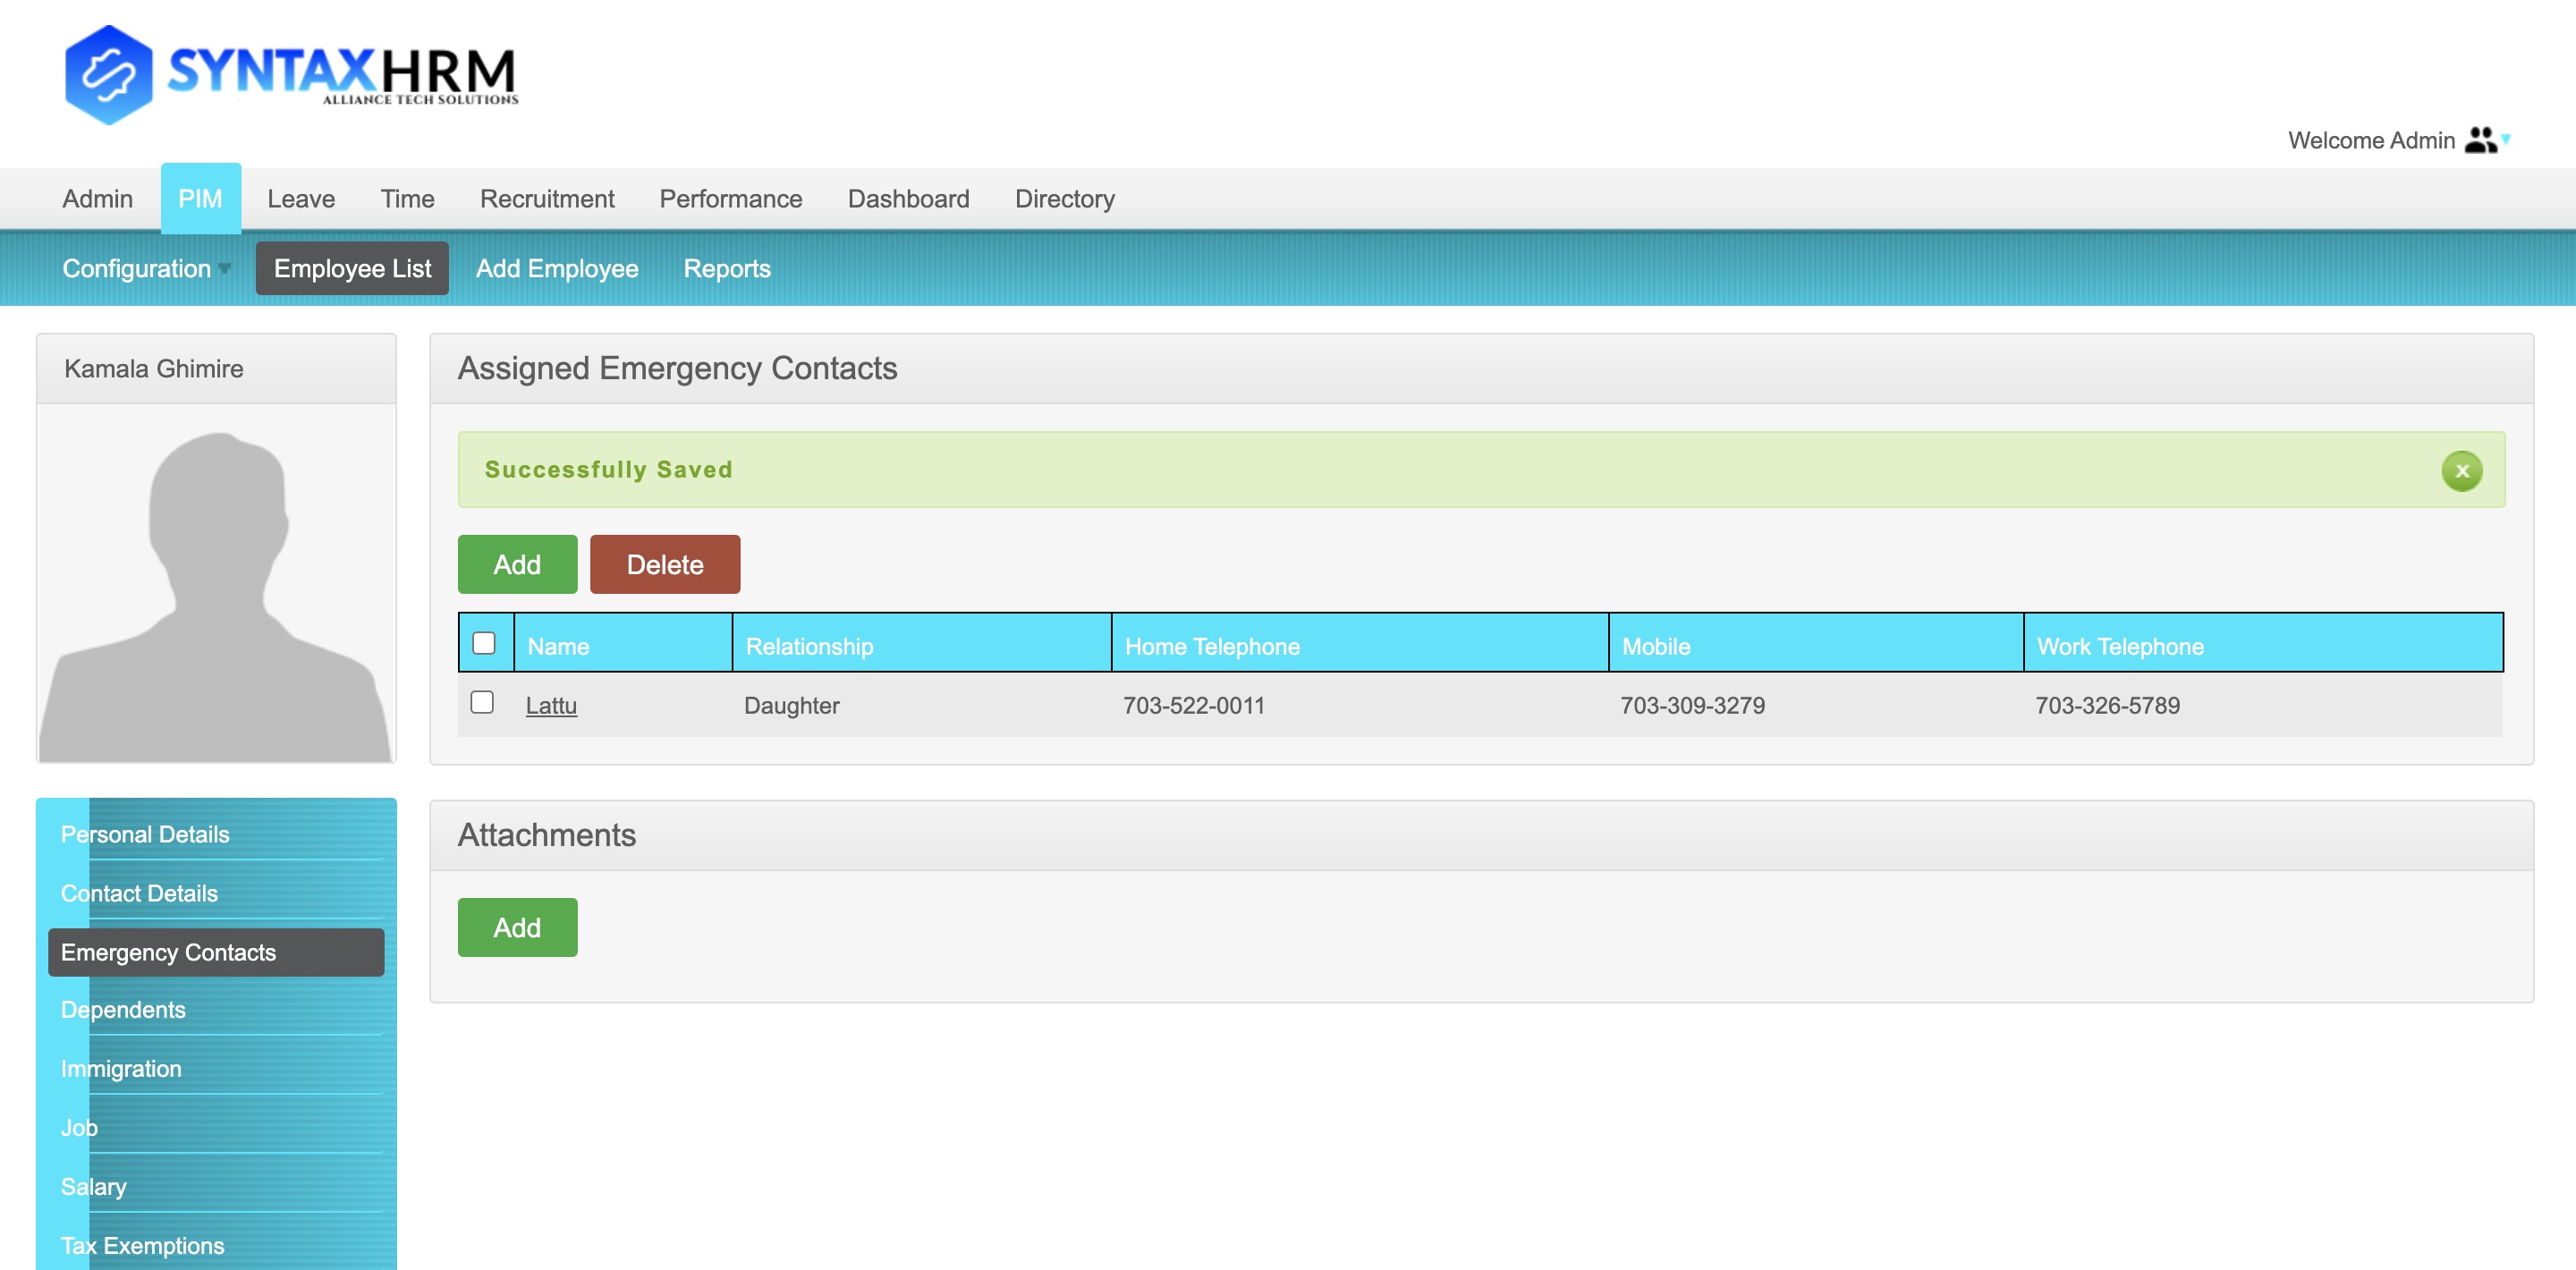 SYNTAXHRM
ALLIANCE TECH SOLUTIONS
Welcome Admin
Admin PIM Leave Time Recruitment Performance Dashboard Directory
Configuration Employee List Add Employee Reports
Kamala Ghimire
Assigned Emergency Contacts
Successfully Saved
x
Add Delete
Name Relationship Home Telephone Mobile Work Telephone
Lattu Daughter 703-522-0011 703-309-3279 703-326-5789
Personal Details
Contact Details
Emergency Contacts
Dependents
Immigration
Job
Salary
Tax Exemptions
Attachments
Add